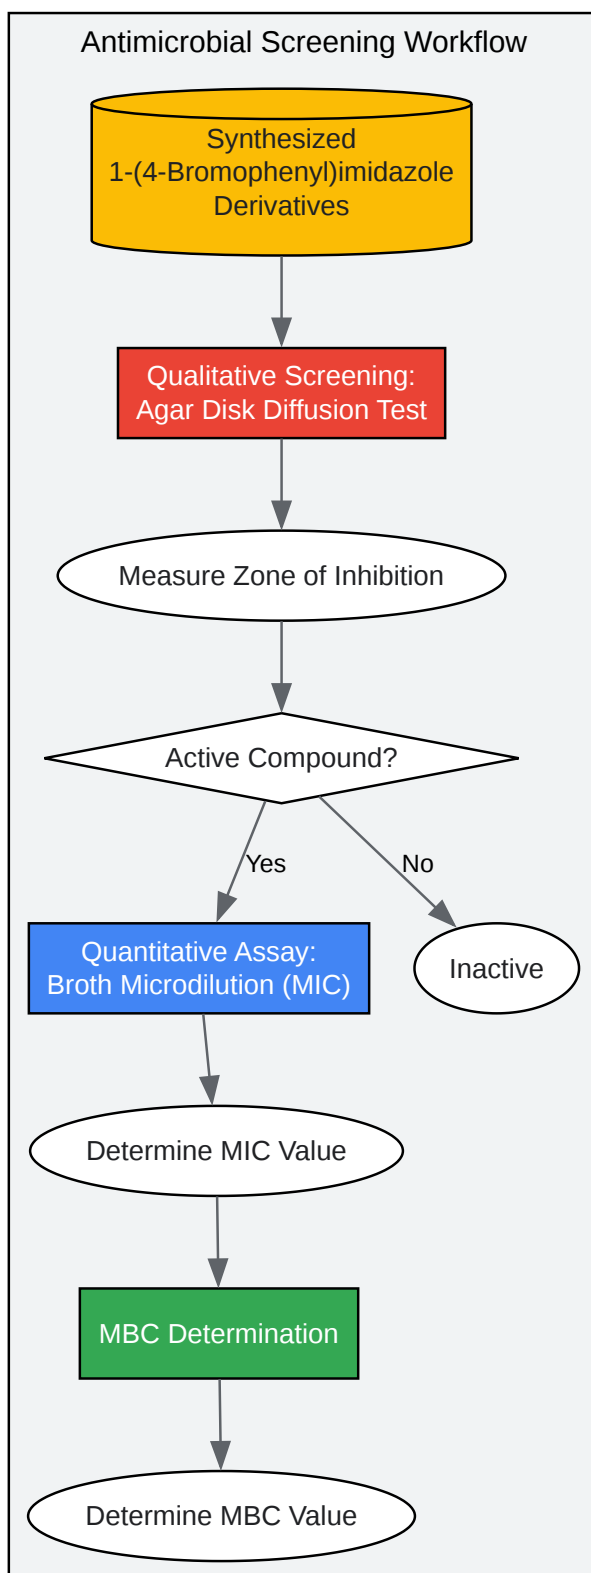 Antimicrobial Screening Workflow
Synthesized
1-(4-Bromophenyl)imidazole
Derivatives
Qualitative Screening:
Agar Disk Diffusion Test
Measure Zone of Inhibition
Active Compound?
Yes
No
Quantitative Assay:
Broth Microdilution (MIC)
Inactive
Determine MIC Value
MBC Determination
Determine MBC Value